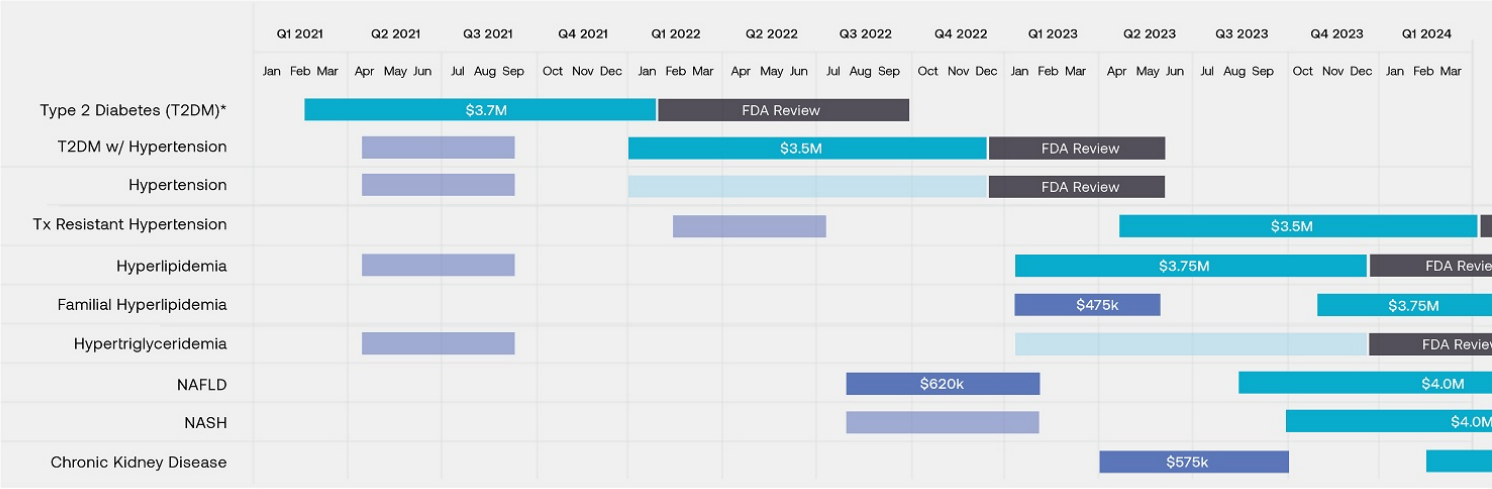 Q1 2021 Q2 2021 Q3 2021 Q4 2021 Q1 2022 Q2 2022 Q3 2022 Q4 2022 Q1 2023 Q2 2023 Q3 2023 Q4 2023 Q1 2024
Jan Feb Mar Apr May Jun Jul Aug Sep Oct Nov Dec Jan Feb Mar Apr May Jun Jul Aug Sep Oct Nov Dec Jan Feb Mar Apr May Jun Jul Aug Sep Oct Nov Dec Jan Feb Mar
Type 2 Diabetes (T2DM)* $3.7M FDA Review
T2DM w/ Hypertension $3.5M FDA Review
Hypertension FDA Review
Tx Resistant Hypertension $3.5M
Hyperlipidemia $3.75M FDA Revie
Familial Hyperlipidemia $475k $3.75M
Hypertriglyceridemia FDA Review
NAFLD $620k $4.0M
NASH $4.0M
Chronic Kidney Disease $575k